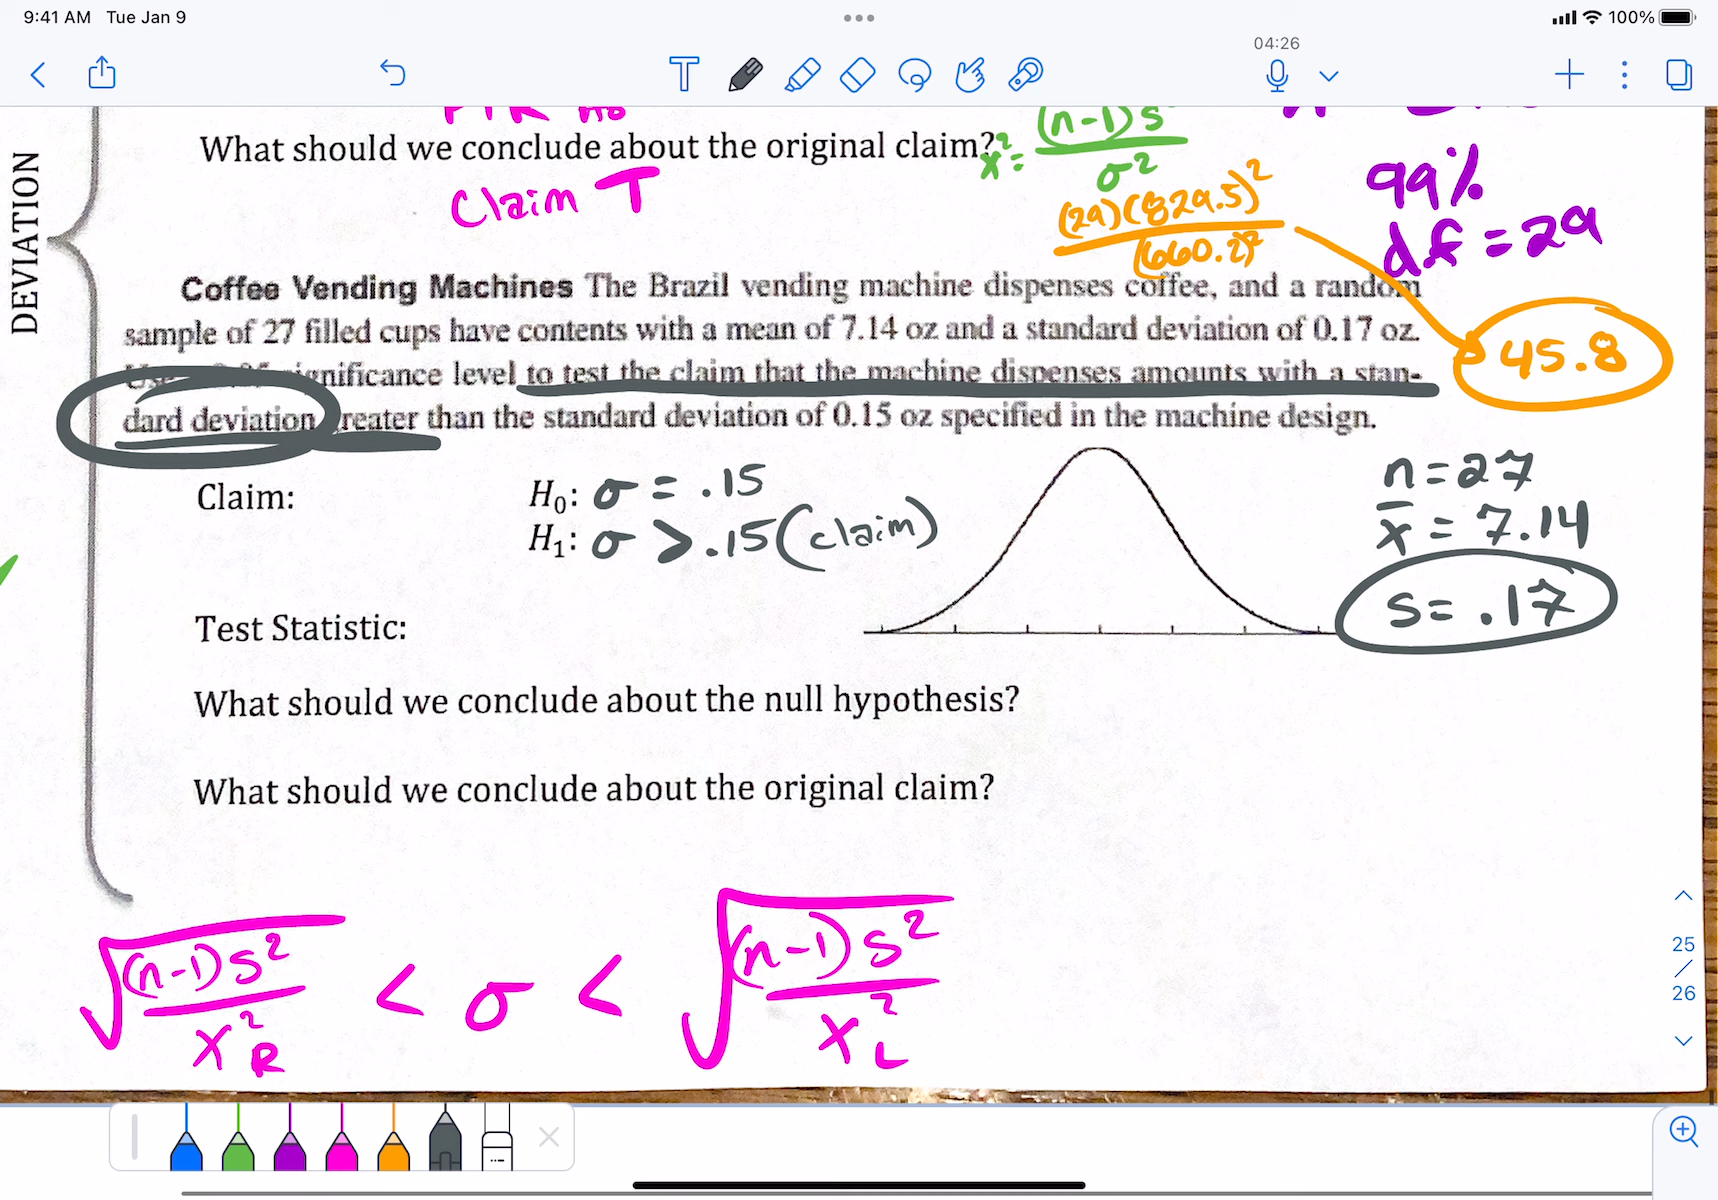 9:41 AM Tue Jan 9
100%
04:26
DEVIATION
(n-1)S
What should we conclude about the original claim?
x² =
σ²
Claim T
(29)(829.5)²
(660.2)²
99%
df = 29
45.8
Coffee Vending Machines The Brazil vending machine dispenses coffee, and a random
sample of 27 filled cups have contents with a mean of 7.14 oz and a standard deviation of 0.17 oz.
significance level to test the claim that the machine dispenses amounts with a stan-
dard deviation greater than the standard deviation of 0.15 oz specified in the machine design.
Claim:
H₀: σ = .15
H₁: σ > .15 (claim)
n = 27
x̄ = 7.14
s = .17
Test Statistic:
What should we conclude about the null hypothesis?
What should we conclude about the original claim?
√((n-1)S²/X²R) < σ < √((n-1)S²/X²L)
25
/
26